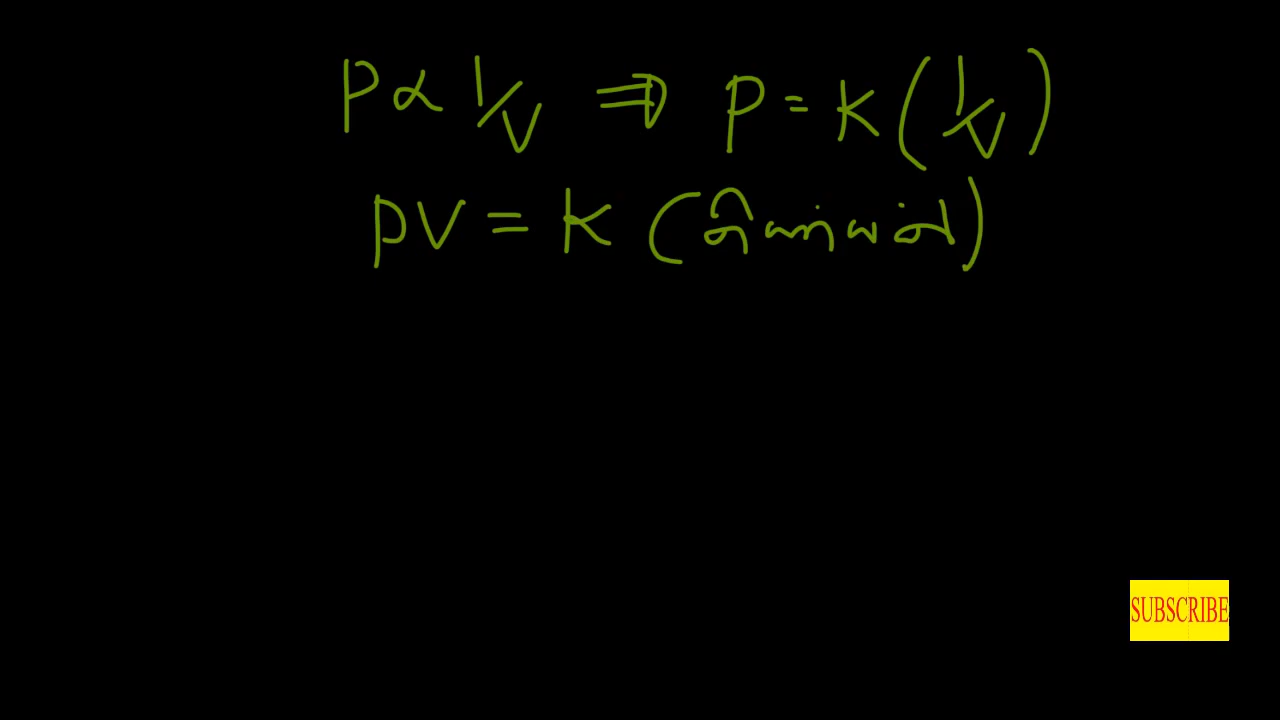 P ∝ 1/V ⇒ P = K (1/V)
PV = K
SUBSCRIBE